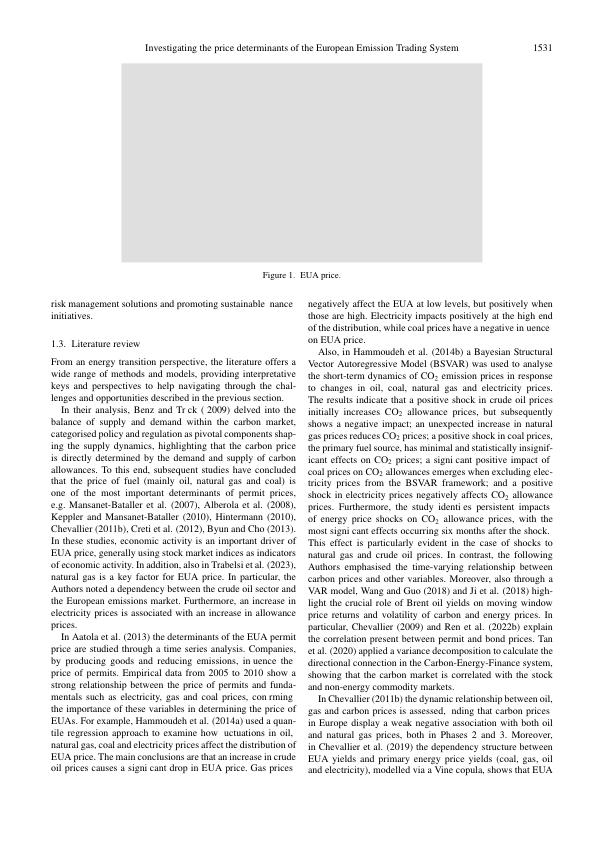 Investigating the price determinants of the European Emission Trading System 1531
Figure 1. EUA price.
risk management solutions and promoting sustainable nance
initiatives.
1.3. Literature review
From an energy transition perspective, the literature offers a
wide range of methods and models, providing interpretative
keys and perspectives to help navigating through the chal-
lenges and opportunities described in the previous section.
In their analysis, Benz and Tr ck ( 2009) delved into the
balance of supply and demand within the carbon market,
categorised policy and regulation as pivotal components shap-
ing the supply dynamics, highlighting that the carbon price
is directly determined by the demand and supply of carbon
allowances. To this end, subsequent studies have concluded
that the price of fuel (mainly oil, natural gas and coal) is
one of the most important determinants of permit prices,
e.g. Mansanet-Bataller et al. (2007), Alberola et al. (2008),
Keppler and Mansanet-Bataller (2010), Hintermann (2010),
Chevallier (2011b), Creti et al. (2012), Byun and Cho (2013).
In these studies, economic activity is an important driver of
EUA price, generally using stock market indices as indicators
of economic activity. In addition, also in Trabelsi et al. (2023),
natural gas is a key factor for EUA price. In particular, the
Authors noted a dependency between the crude oil sector and
the European emissions market. Furthermore, an increase in
electricity prices is associated with an increase in allowance
prices.
In Aatola et al. (2013) the determinants of the EUA permit
price are studied through a time series analysis. Companies,
by producing goods and reducing emissions, in uence the
price of permits. Empirical data from 2005 to 2010 show a
strong relationship between the price of permits and funda-
mentals such as electricity, gas and coal prices, con rming
the importance of these variables in determining the price of
EUAs. For example, Hammoudeh et al. (2014a) used a quan-
tile regression approach to examine how uctuations in oil,
natural gas, coal and electricity prices affect the distribution of
EUA price. The main conclusions are that an increase in crude
oil prices causes a signi cant drop in EUA price. Gas prices
negatively affect the EUA at low levels, but positively when
those are high. Electricity impacts positively at the high end
of the distribution, while coal prices have a negative in uence
on EUA price.
Also, in Hammoudeh et al. (2014b) a Bayesian Structural
Vector Autoregressive Model (BSVAR) was used to analyse
the short-term dynamics of CO2 emission prices in response
to changes in oil, coal, natural gas and electricity prices.
The results indicate that a positive shock in crude oil prices
initially increases CO2 allowance prices, but subsequently
shows a negative impact; an unexpected increase in natural
gas prices reduces CO2 prices; a positive shock in coal prices,
the primary fuel source, has minimal and statistically insignif-
icant effects on CO2 prices; a signi cant positive impact of
coal prices on CO2 allowances emerges when excluding elec-
tricity prices from the BSVAR framework; and a positive
shock in electricity prices negatively affects CO2 allowance
prices. Furthermore, the study identi es persistent impacts
of energy price shocks on CO2 allowance prices, with the
most signi cant effects occurring six months after the shock.
This effect is particularly evident in the case of shocks to
natural gas and crude oil prices. In contrast, the following
Authors emphasised the time-varying relationship between
carbon prices and other variables. Moreover, also through a
VAR model, Wang and Guo (2018) and Ji et al. (2018) high-
light the crucial role of Brent oil yields on moving window
price returns and volatility of carbon and energy prices. In
particular, Chevallier (2009) and Ren et al. (2022b) explain
the correlation present between permit and bond prices. Tan
et al. (2020) applied a variance decomposition to calculate the
directional connection in the Carbon-Energy-Finance system,
showing that the carbon market is correlated with the stock
and non-energy commodity markets.
In Chevallier (2011b) the dynamic relationship between oil,
gas and carbon prices is assessed, nding that carbon prices
in Europe display a weak negative association with both oil
and natural gas prices, both in Phases 2 and 3. Moreover,
in Chevallier et al. (2019) the dependency structure between
EUA yields and primary energy price yields (coal, gas, oil
and electricity), modelled via a Vine copula, shows that EUA